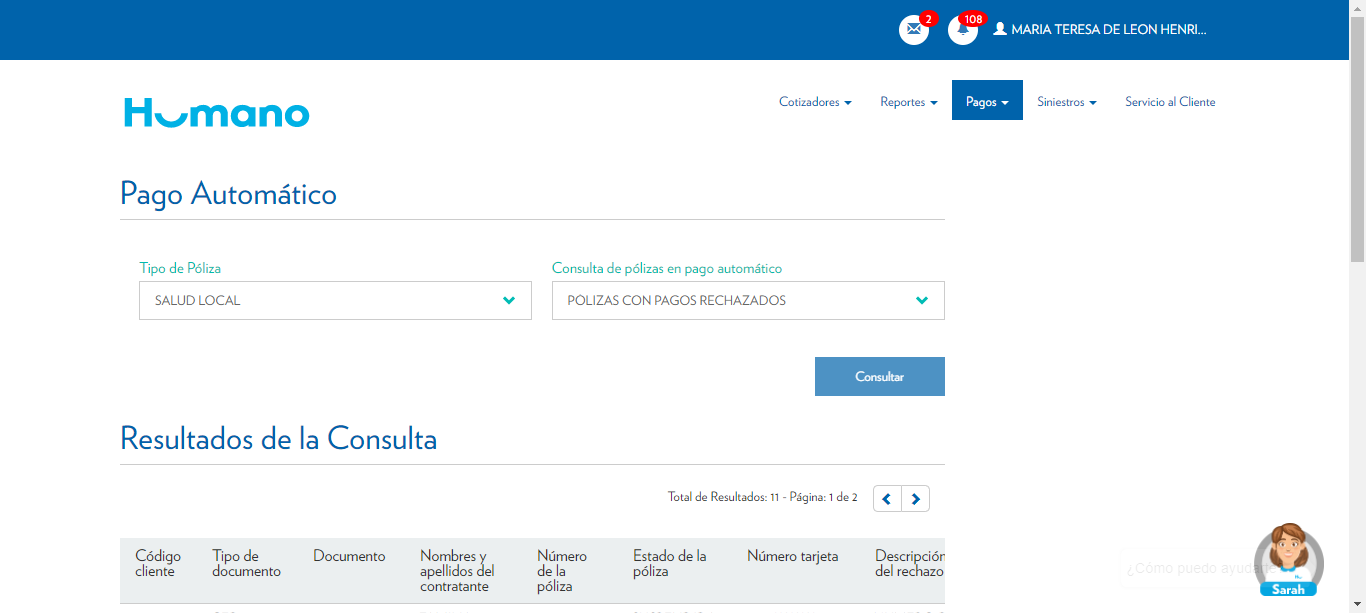 2
108
MARIA TERESA DE LEON HENRI...
Humano
Cotizadores
Reportes
Pagos
Siniestros
Servicio al Cliente
Pago Automático
Tipo de Póliza
Consulta de pólizas en pago automático
SALUD LOCAL
POLIZAS CON PAGOS RECHAZADOS
Consultar
Resultados de la Consulta
Total de Resultados: 11 - Página: 1 de 2
Código cliente
Tipo de documento
Documento
Nombres y apellidos del contratante
Número de la póliza
Estado de la póliza
Número tarjeta
Descripción del rechazo
¿Cómo puedo
Sarah